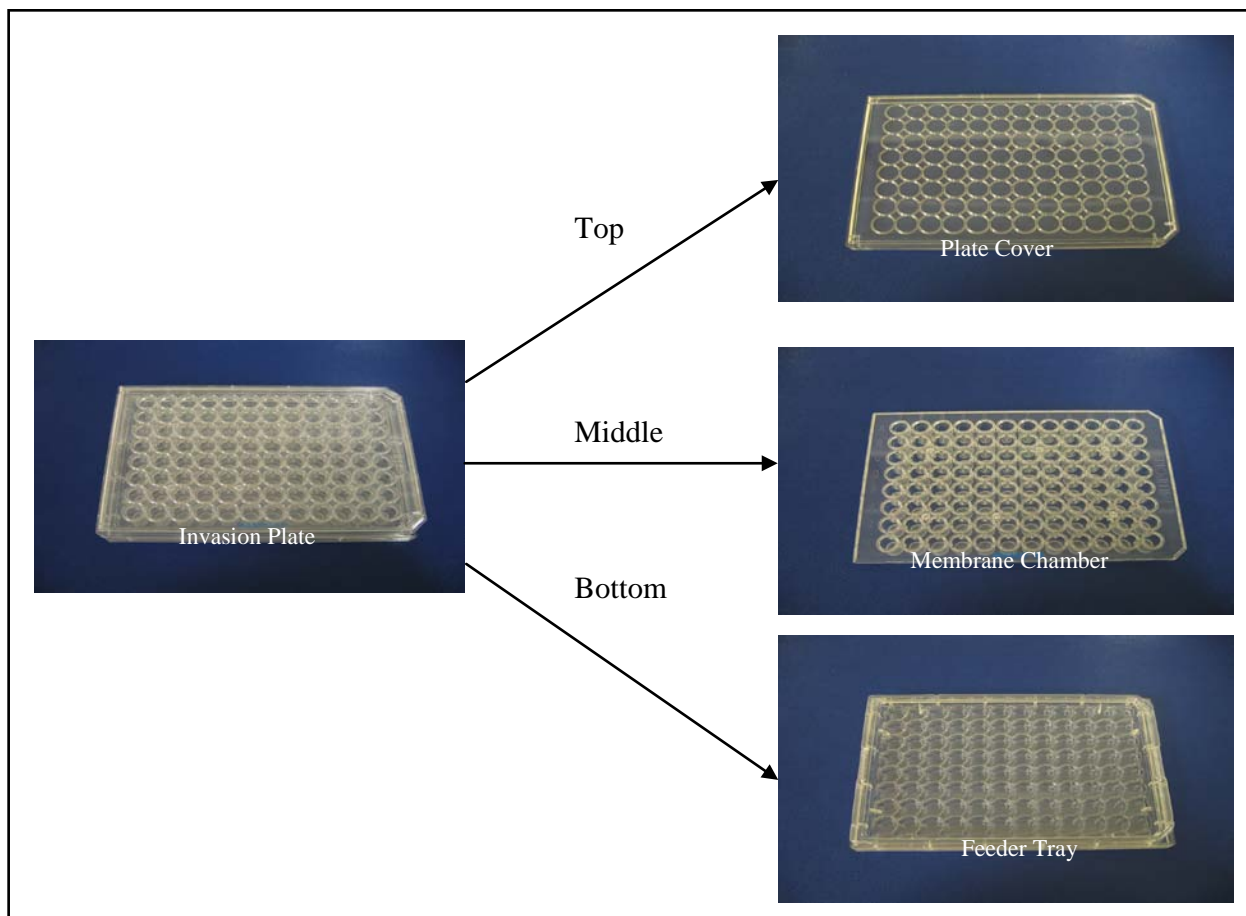 Top
Plate Cover
Middle
Invasion Plate
Membrane Chamber
Bottom
Feeder Tray